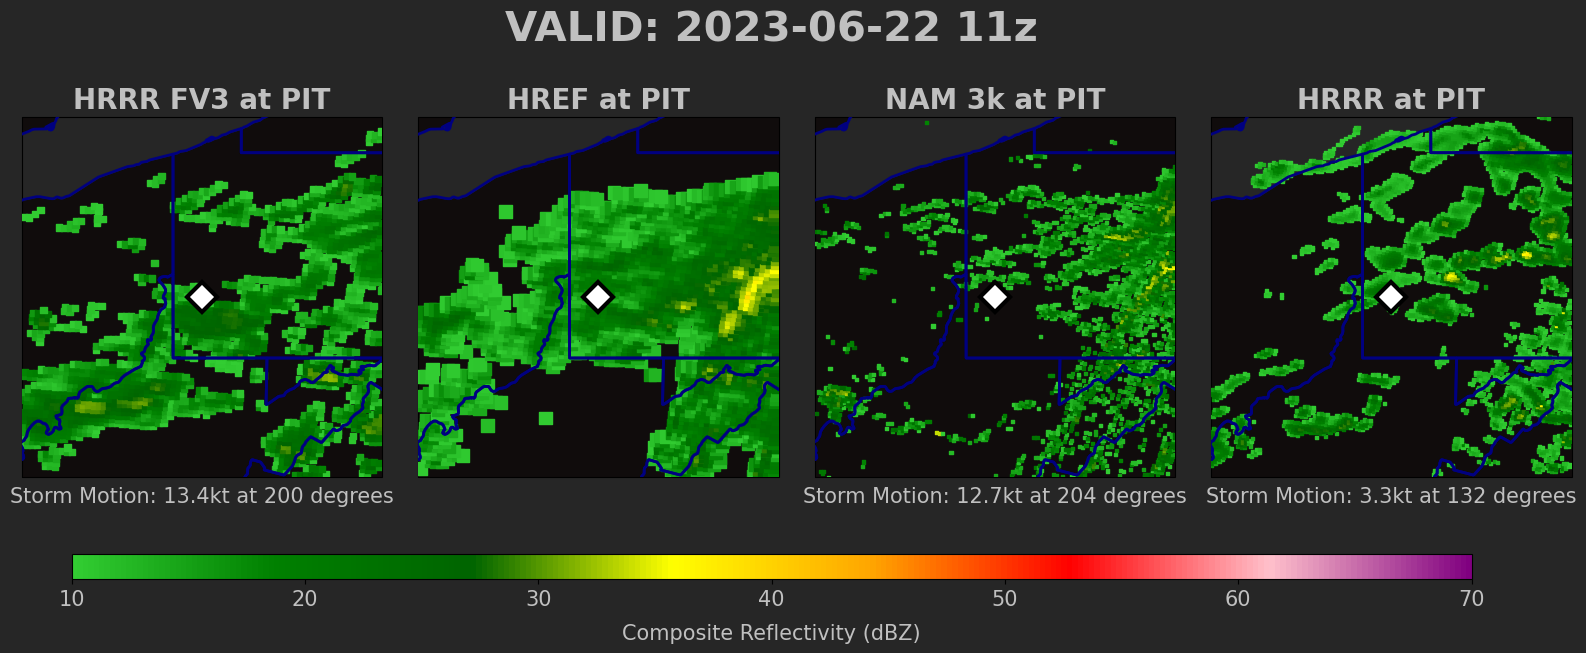 VALID: 2023-06-22 11z
HRRR FV3 at PIT
HREF at PIT
NAM 3k at PIT
HRRR at PIT
Storm Motion: 13.4kt at 200 degrees
Storm Motion: 12.7kt at 204 degrees
Storm Motion: 3.3kt at 132 degrees
10 20 30 40 50 60 70
Composite Reflectivity (dBZ)